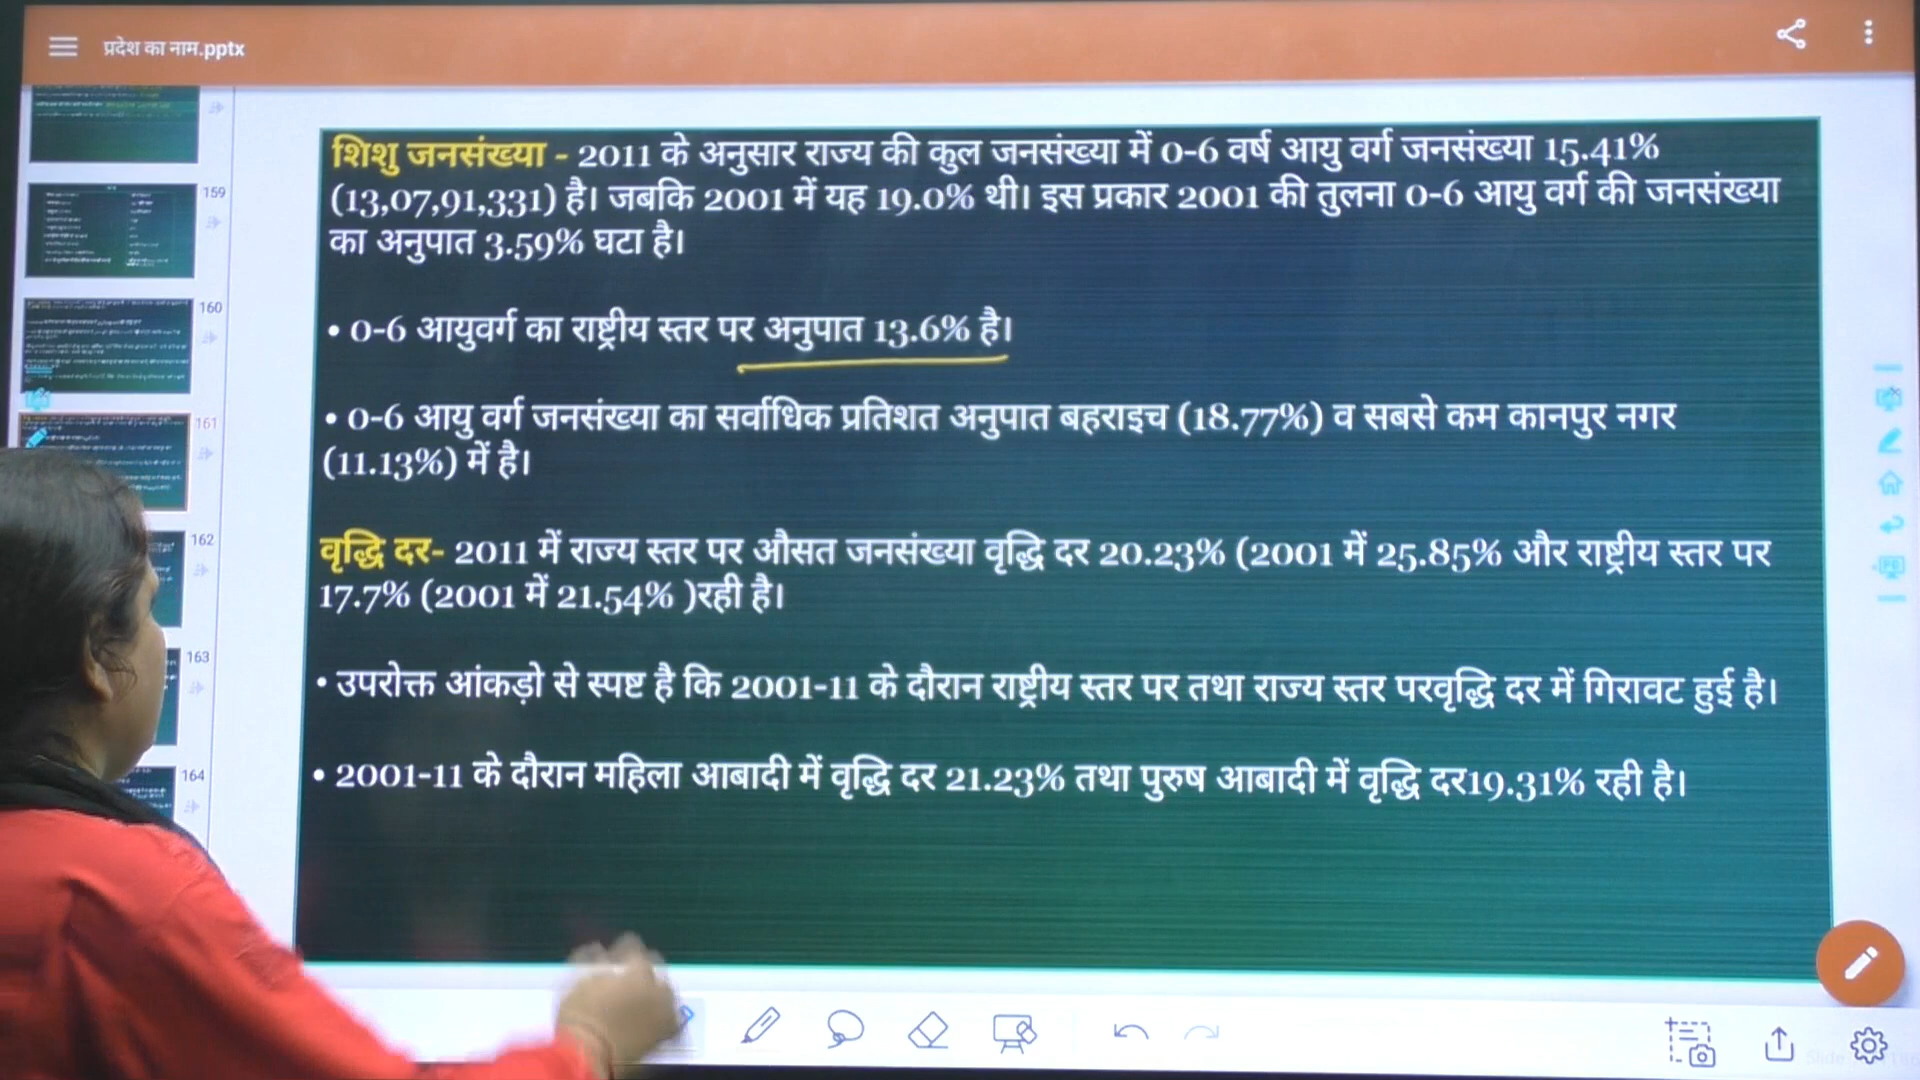 प्रदेश का नाम.pptx
159
160
161
162
163
164
शिशु जनसंख्या - 2011 के अनुसार राज्य की कुल जनसंख्या में 0-6 वर्ष आयु वर्ग जनसंख्या 15.41%
(13,07,91,331) है। जबकि 2001 में यह 19.0% थी। इस प्रकार 2001 की तुलना 0-6 आयु वर्ग की जनसंख्या
का अनुपात 3.59% घटा है।
• 0-6 आयुवर्ग का राष्ट्रीय स्तर पर अनुपात 13.6% है।
• 0-6 आयु वर्ग जनसंख्या का सर्वाधिक प्रतिशत अनुपात बहराइच (18.77%) व सबसे कम कानपुर नगर
(11.13%) में है।
वृद्धि दर- 2011 में राज्य स्तर पर औसत जनसंख्या वृद्धि दर 20.23% (2001 में 25.85% और राष्ट्रीय स्तर पर
17.7% (2001 में 21.54% )रही है।
• उपरोक्त आंकड़ो से स्पष्ट है कि 2001-11 के दौरान राष्ट्रीय स्तर पर तथा राज्य स्तर परवृद्धि दर में गिरावट हुई है।
• 2001-11 के दौरान महिला आबादी में वृद्धि दर 21.23% तथा पुरुष आबादी में वृद्धि दर19.31% रही है।